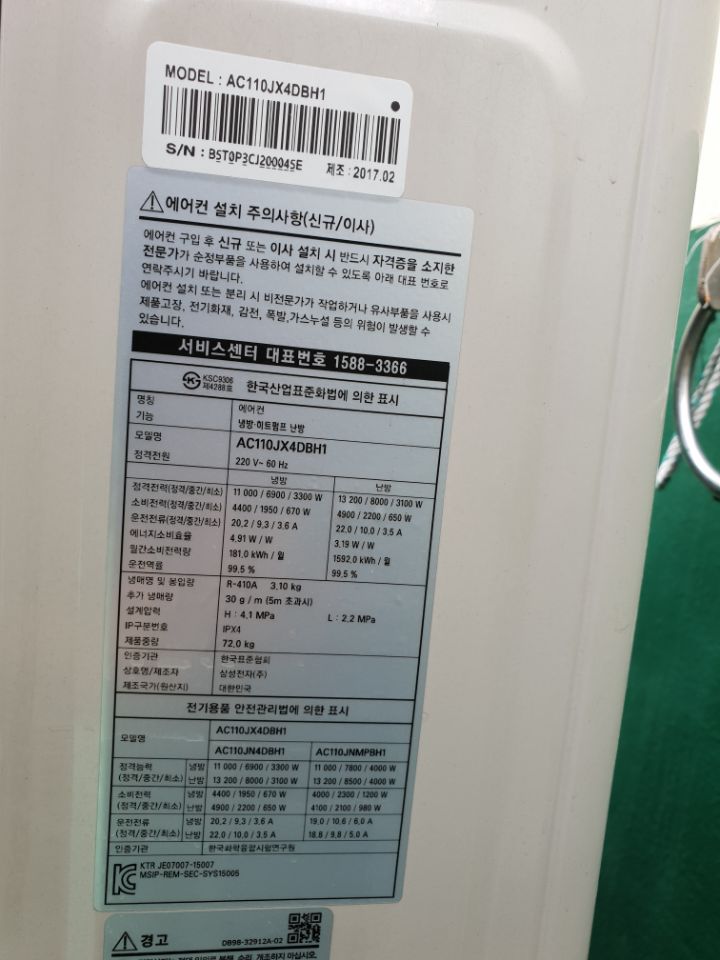 MODEL : AC110JX4DBH1
S/N : BST0P3CJ200045E 제조 : 2017.02
에어컨 설치 주의사항(신규/이사)
에어컨 구입 후 신규 또는 이사 설치 시 반드시 자격증을 소지한
전문가가 순정부품을 사용하여 설치할 수 있도록 아래 대표 번호로
연락주시기 바랍니다.
에어컨 설치 또는 분리 시 비전문가가 작업하거나 유사부품을 사용시
제품고장, 전기화재, 감전, 폭발,가스누설 등의 위험이 발생할 수
있습니다.
서비스센터 대표번호 1588-3366
KSC9306
제4288호 한국산업표준화법에 의한 표시
명칭 에어컨
기능 냉방·히트펌프 난방
모델명 AC110JX4DBH1
정격전원 220 V~ 60 Hz
냉방 난방
정격전력(정격/중간/최소) 11 000 / 6900 / 3300 W 13 200 / 8000 / 3100 W
소비전력(정격/중간/최소) 4400 / 1950 / 670 W 4900 / 2200 / 650 W
운전전류(정격/중간/최소) 20,2 / 9,3 / 3,6 A 22.0 / 10.0 / 3.5 A
에너지소비효율 4.91 W / W 3.19 W / W
월간소비전력량 181.0 kWh / 월 1592.0 kWh / 월
운전역률 99,5 % 99.5 %
냉매명 및 봉입량 R-410A 3,10 kg
추가 냉매량 30 g / m (5m 초과시)
설계압력 H : 4,1 MPa L : 2,2 MPa
IP구분번호 IPX4
제품중량 72,0 kg
인증기관 한국표준협회
상호명/제조자 삼성전자(주)
제조국가(원산지) 대한민국
전기용품 안전관리법에 의한 표시
모델명 AC110JX4DBH1
AC110JN4DBH1 AC110JNMPBH1
정격능력 냉방 11 000 / 6900 / 3300 W 11 000 / 7800 / 4000 W
(정격/중간/최소) 난방 13 200 / 8000 / 3100 W 13 200 / 8500 / 4000 W
소비전력 냉방 4400 / 1950 / 670 W 4000 / 2300 / 1200 W
(정격/중간/최소) 난방 4900 / 2200 / 650 W 4100 / 2100 / 980 W
운전전류 냉방 20,2 / 9,3 / 3,6 A 19,0 / 10,6 / 6,0 A
(정격/중간/최소) 난방 22,0 / 10,0 / 3,5 A 18,8 / 9,8 / 5,0 A
인증기관 한국화학융합시험연구원
KTR JE07007-15007
MSIP-REM-SEC-SYS15005
경고 DB98-32912A-02